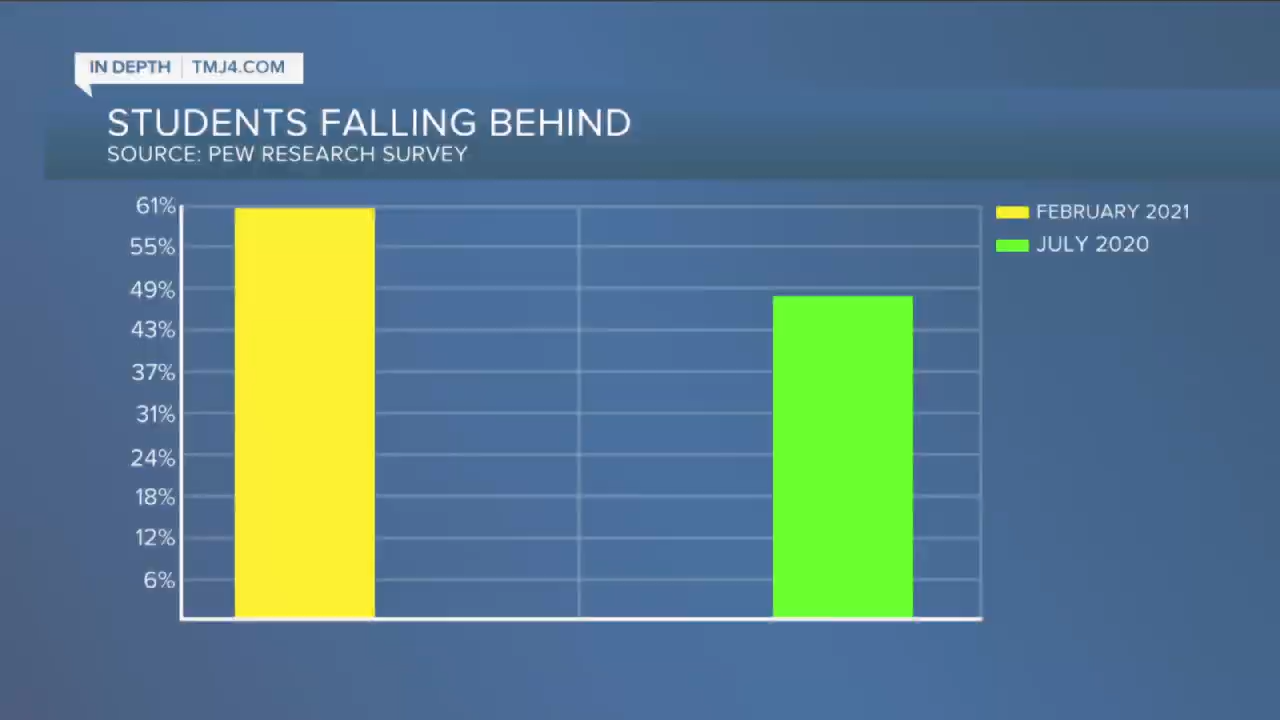 IN DEPTH | TMJ4.COM
STUDENTS FALLING BEHIND
SOURCE: PEW RESEARCH SURVEY
61%
55%
49%
43%
37%
31%
24%
18%
12%
6%
FEBRUARY 2021
JULY 2020